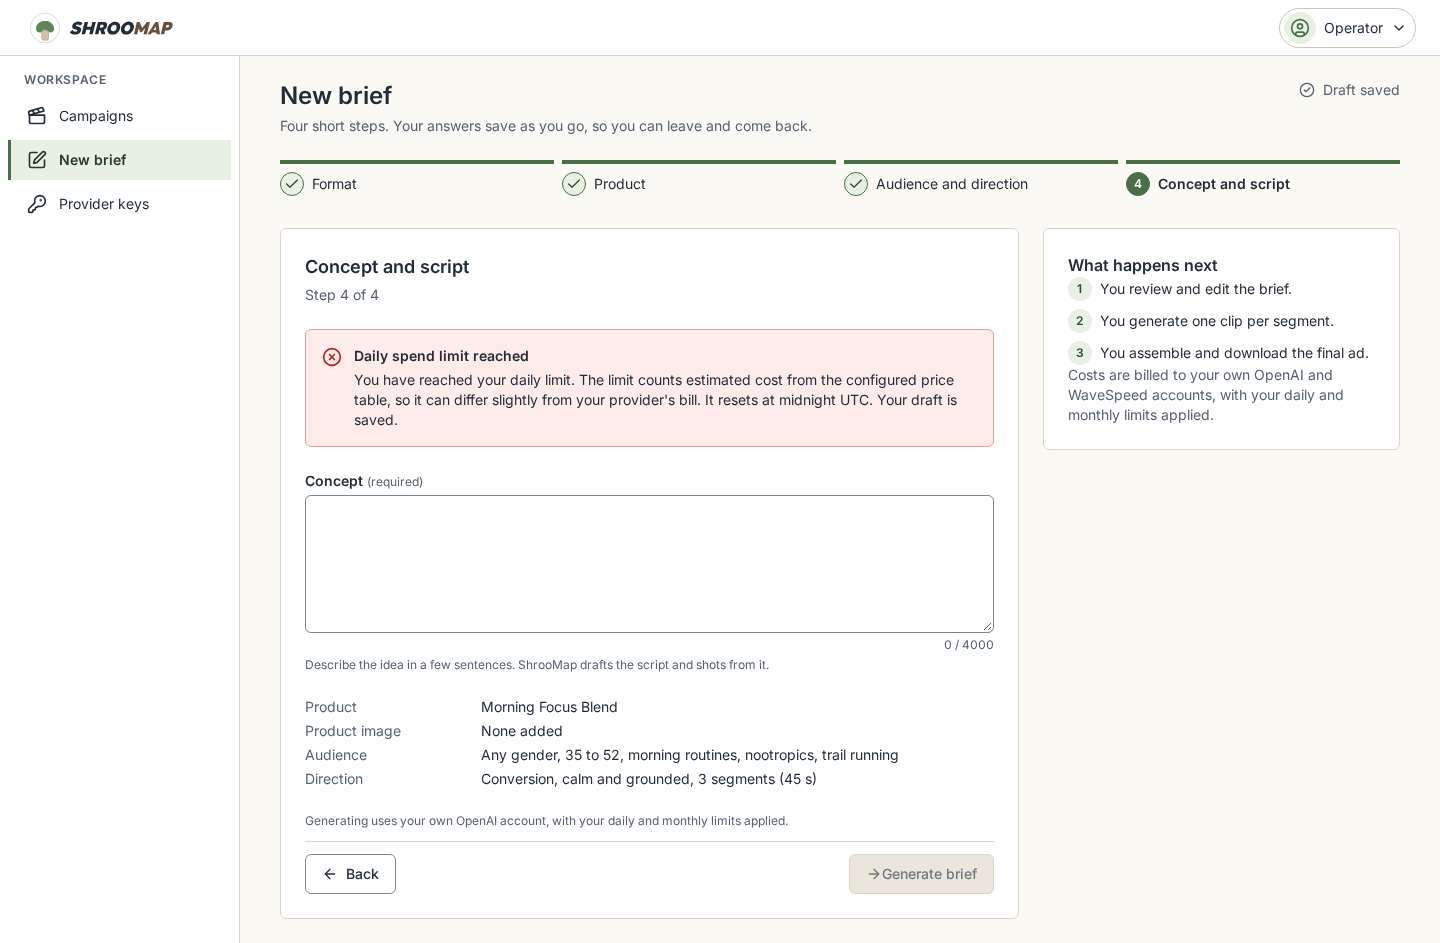 SHROOMAP
Operator
WORKSPACE
Campaigns
New brief
Provider keys
New brief
Draft saved
Four short steps. Your answers save as you go, so you can leave and come back.
Format
Product
Audience and direction
4 Concept and script
Concept and script
Step 4 of 4
Daily spend limit reached
You have reached your daily limit. The limit counts estimated cost from the configured price
table, so it can differ slightly from your provider's bill. It resets at midnight UTC. Your draft is
saved.
Concept (required)
0 / 4000
Describe the idea in a few sentences. ShrooMap drafts the script and shots from it.
Product Morning Focus Blend
Product image None added
Audience Any gender, 35 to 52, morning routines, nootropics, trail running
Direction Conversion, calm and grounded, 3 segments (45 s)
Generating uses your own OpenAI account, with your daily and monthly limits applied.
Back
Generate brief
What happens next
1 You review and edit the brief.
2 You generate one clip per segment.
3 You assemble and download the final ad.
Costs are billed to your own OpenAI and
WaveSpeed accounts, with your daily and
monthly limits applied.